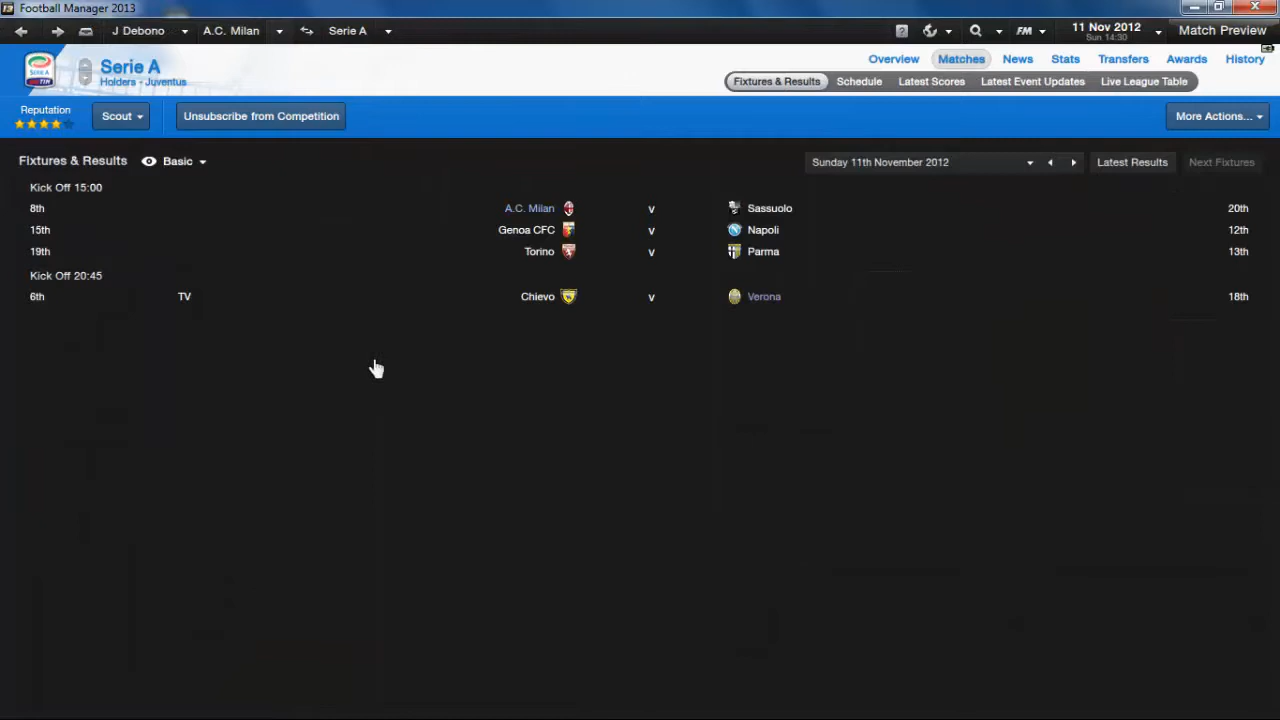 Football Manager 2013
J Debono A.C. Milan Serie A FM 11 Nov 2012 Match Preview
Sun 14:30
Serie A
Holders - Juventus
Overview Matches News Stats Transfers Awards History
Fixtures & Results Schedule Latest Scores Latest Event Updates Live League Table
Reputation
Scout Unsubscribe from Competition More Actions...
Fixtures & Results Basic Sunday 11th November 2012 Latest Results Next Fixtures
Kick Off 15:00
8th A.C. Milan v Sassuolo 20th
15th Genoa CFC v Napoli 12th
19th Torino v Parma 13th
Kick Off 20:45
6th TV Chievo v Verona 18th